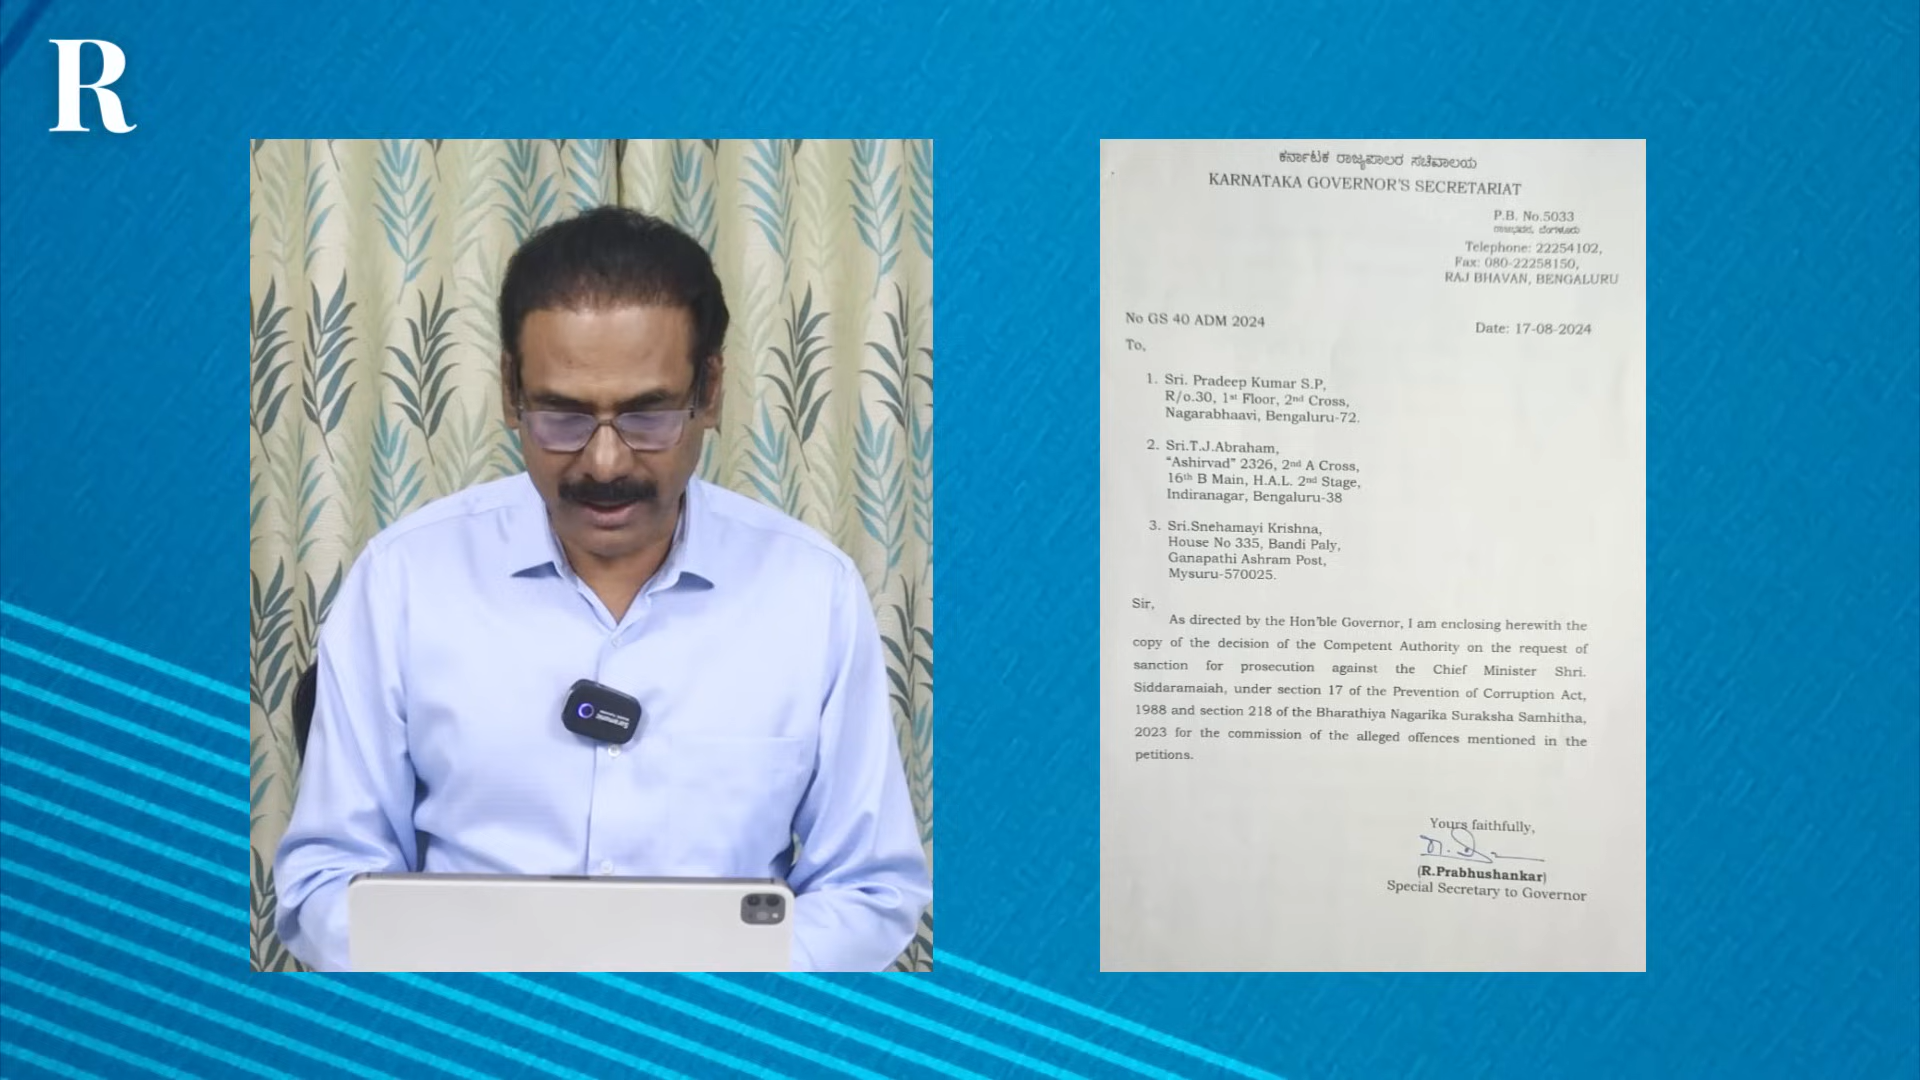 R
ಕರ್ನಾಟಕ ರಾಜ್ಯಪಾಲರ ಸಚಿವಾಲಯ
KARNATAKA GOVERNOR'S SECRETARIAT
P.B. No.5033
ರಾಜಭವನ, ಬೆಂಗಳೂರು
Telephone: 22254102,
Fax: 080-22258150,
RAJ BHAVAN, BENGALURU
No GS 40 ADM 2024
Date: 17-08-2024
To,
1. Sri. Pradeep Kumar S.P,
R/o.30, 1st Floor, 2nd Cross,
Nagarabhaavi, Bengaluru-72.
2. Sri.T.J.Abraham,
“Ashirvad” 2326, 2nd A Cross,
16th B Main, H.A.L. 2nd Stage,
Indiranagar, Bengaluru-38
3. Sri.Snehamayi Krishna,
House No 335, Bandi Paly,
Ganapathi Ashram Post,
Mysuru-570025.
Sir,
As directed by the Hon'ble Governor, I am enclosing herewith the
copy of the decision of the Competent Authority on the request of
sanction for prosecution against the Chief Minister Shri.
Siddaramaiah, under section 17 of the Prevention of Corruption Act,
1988 and section 218 of the Bharathiya Nagarika Suraksha Samhitha,
2023 for the commission of the alleged offences mentioned in the
petitions.
Yours faithfully,
(R.Prabhushankar)
Special Secretary to Governor